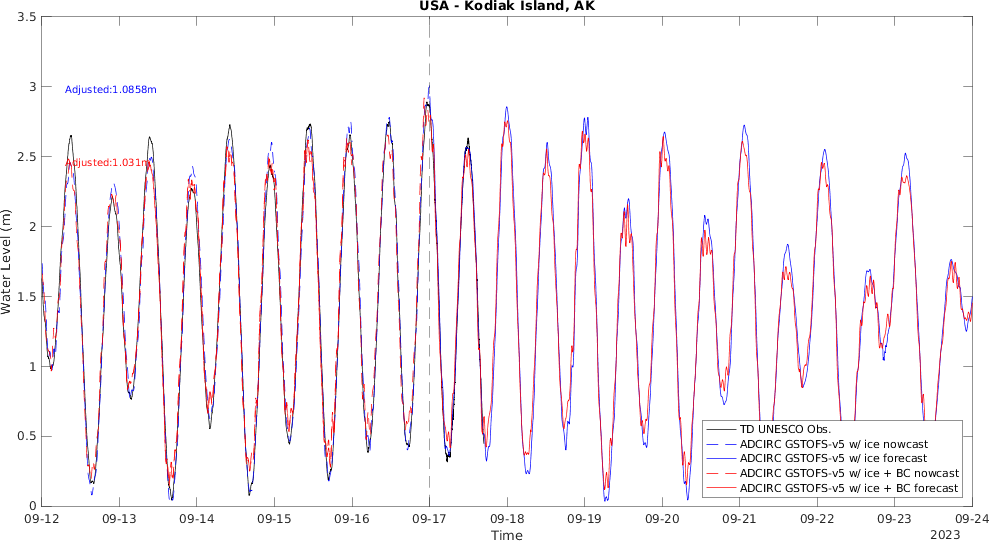 USA - Kodiak Island, AK
3.5
3
2.5
2
1.5
1
0.5
0
Water Level (m)
Adjusted:1.0858m
Adjusted:1.031m
TD UNESCO Obs.
ADCIRC GSTOFS-v5 w/ ice nowcast
ADCIRC GSTOFS-v5 w/ ice forecast
ADCIRC GSTOFS-v5 w/ ice + BC nowcast
ADCIRC GSTOFS-v5 w/ ice + BC forecast
09-12 09-13 09-14 09-15 09-16 09-17 09-18 09-19 09-20 09-21 09-22 09-23 09-24
Time
2023